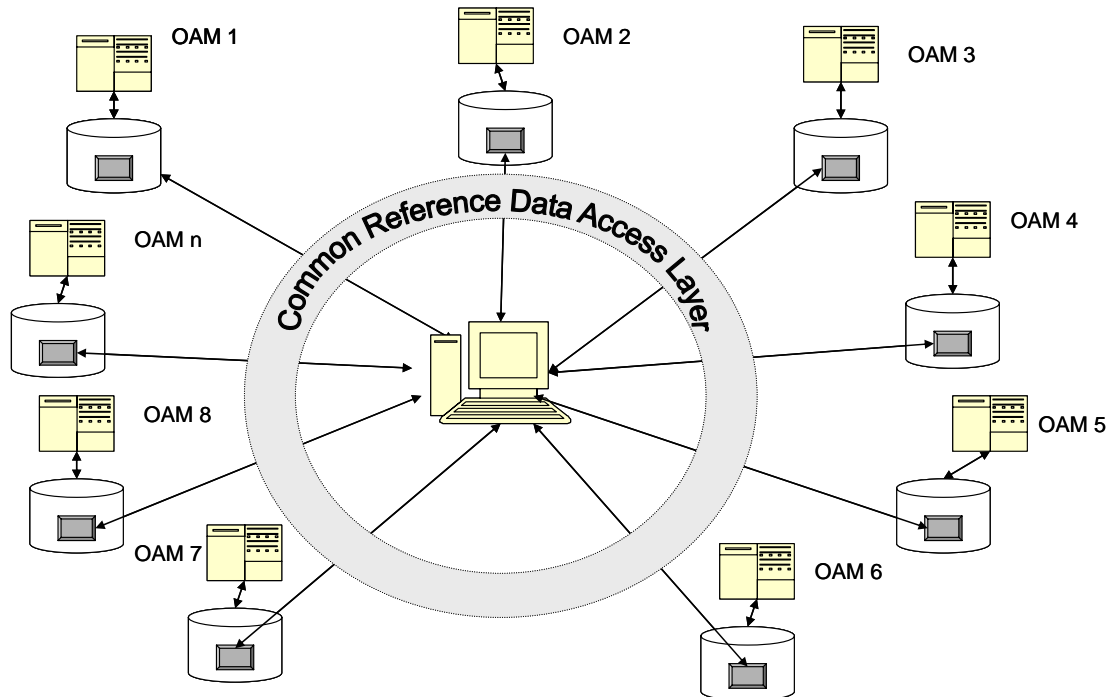 OAM 1
OAM 2
OAM 3
OAM n
OAM 4
Common Reference Data Access Layer
OAM 8
OAM 5
OAM 7
OAM 6